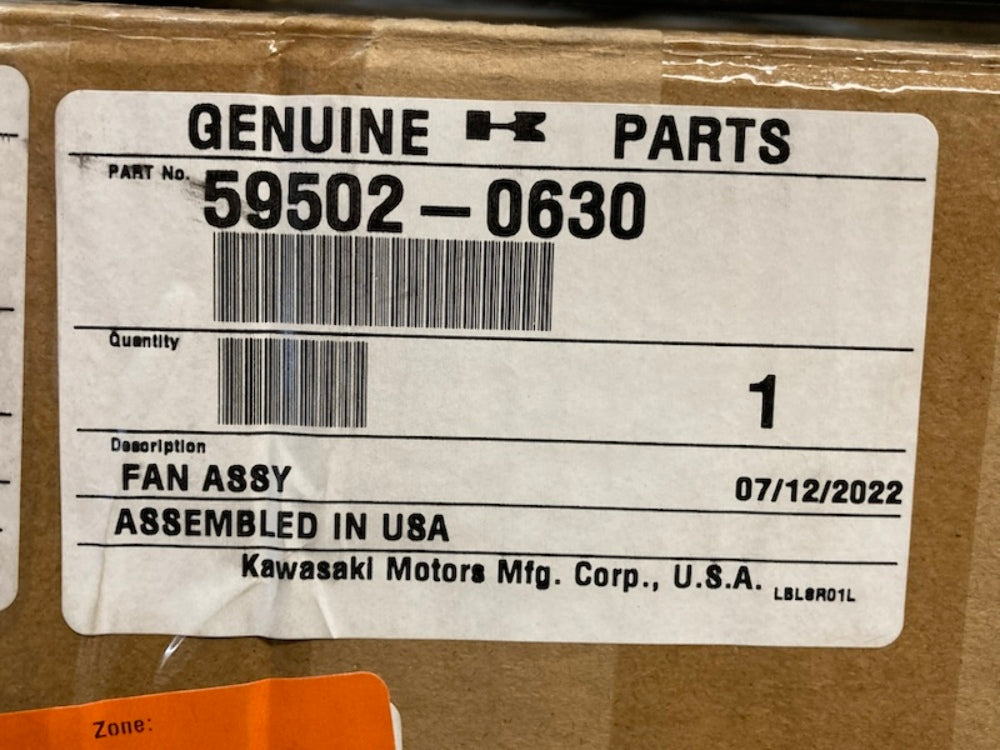 GENUINE PARTS
PART No. 59502-0630
Quantity
1
Description
FAN ASSY 07/12/2022
ASSEMBLED IN USA
Kawasaki Motors Mfg. Corp., U.S.A. LBLSR01L
Zone: